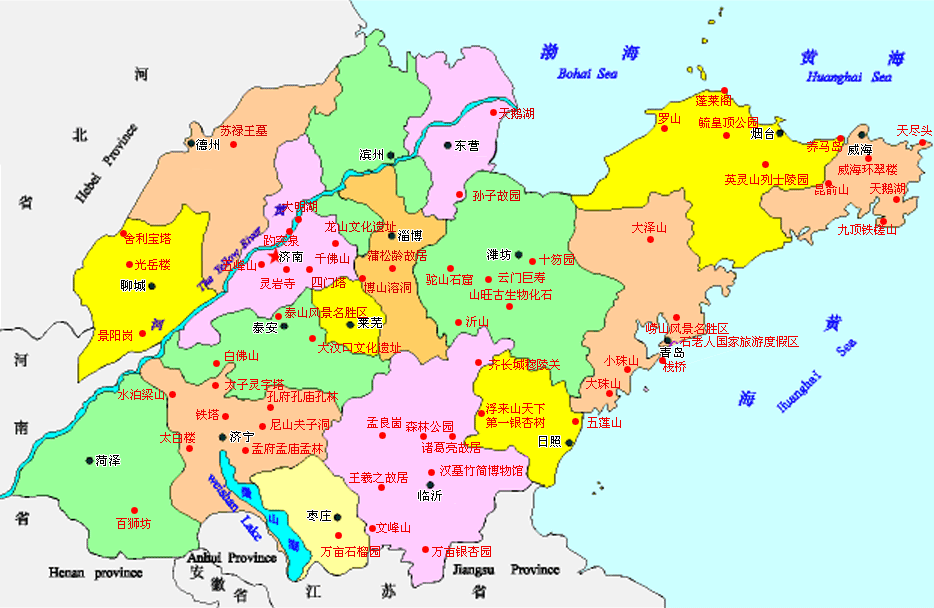 渤 海
Bohai Sea
黄 海
Huanghai Sea
河
北
省
Hebei Province
苏禄王墓
德州
滨州
东营
天鹅湖
孙子故园
蓬莱阁
罗山
毓皇顶公园
烟台
养马岛
威海
天尽头
威海环翠楼
英灵山列士陵园
昆嵛山
天鹅湖
九顶铁槎山
舍利宝塔
光岳楼
聊城
景阳岗
黄
河
The Yellow River
大明湖
趵突泉
济南
五峰山
灵岩寺
千佛山
四门塔
龙山文化遗址
淄博
蒲松龄故居
博山溶洞
潍坊
十笏园
驼山石窟
云门巨寿
山旺古生物化石
沂山
大泽山
崂山风景名胜区
石老人国家旅游度假区
青岛
栈桥
小珠山
大珠山
泰山风景名胜区
泰安
莱芜
大汶口文化遗址
白佛山
太子灵字塔
水泊梁山
孔府孔庙孔林
铁塔
尼山夫子洞
太白楼
济宁
孟府孟庙孟林
齐长城穆陵关
浮来山天下
第一银杏树
五莲山
日照
孟良崮
森林公园
诸葛亮故居
汉墓竹简博物馆
王羲之故居
临沂
文峰山
万亩银杏园
菏泽
百狮坊
枣庄
万亩石榴园
微
山
湖
weishan Lake
黄
海
Huanghai Sea
河
南
省
Henan province
Anhui Province
安
徽
省
江 苏 省
Jiangsu Province